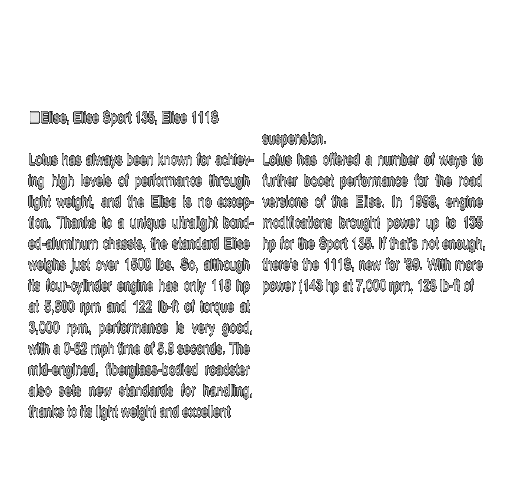 Elise, Elise Sport 135, Elise 111S
Lotus has always been known for achiev-
ing high levels of performance through
light weight, and the Elise is no excep-
tion. Thanks to a unique ultralight bond-
ed-aluminum chassis, the standard Elise
weighs just over 1500 lbs. So, although
its four-cylinder engine has only 118 hp
at 5,500 rpm and 122 lb-ft of torque at
3,000 rpm, performance is very good,
with a 0-62 mph time of 5.9 seconds. The
mid-engined, fiberglass-bodied roadster
also sets new standards for handling,
thanks to its light weight and excellent
suspension.
Lotus has offered a number of ways to
further boost performance for the road
versions of the Elise. In 1998, engine
modifications brought power up to 135
hp for the Sport 135. If that's not enough,
there's the 111S, new for '99. With more
power (143 hp at 7,000 rpm, 128 lb-ft of